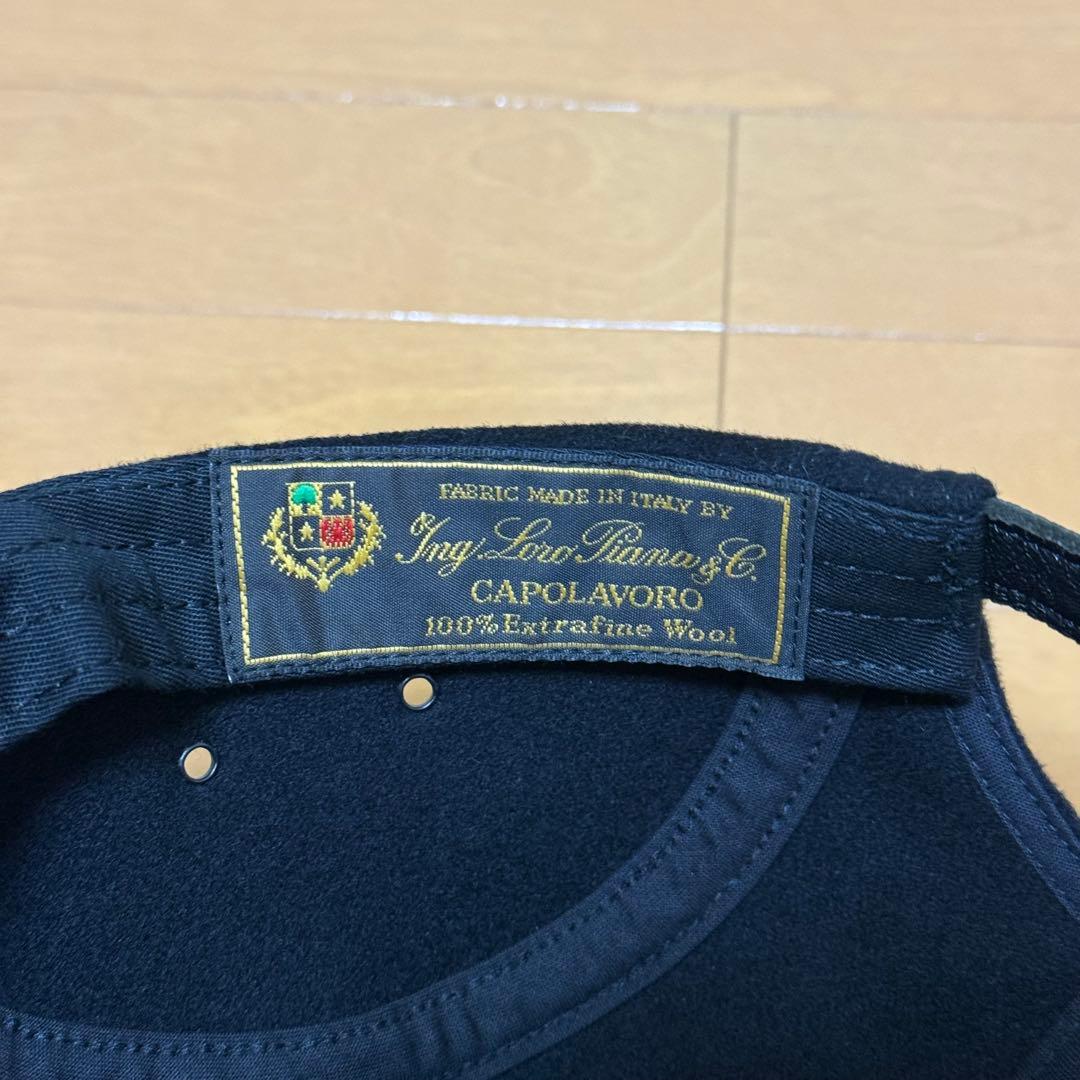 FABRIC MADE IN ITALY BY
Ing. Loro Piana & C.
CAPOLAVORO
100% Extrafine Wool